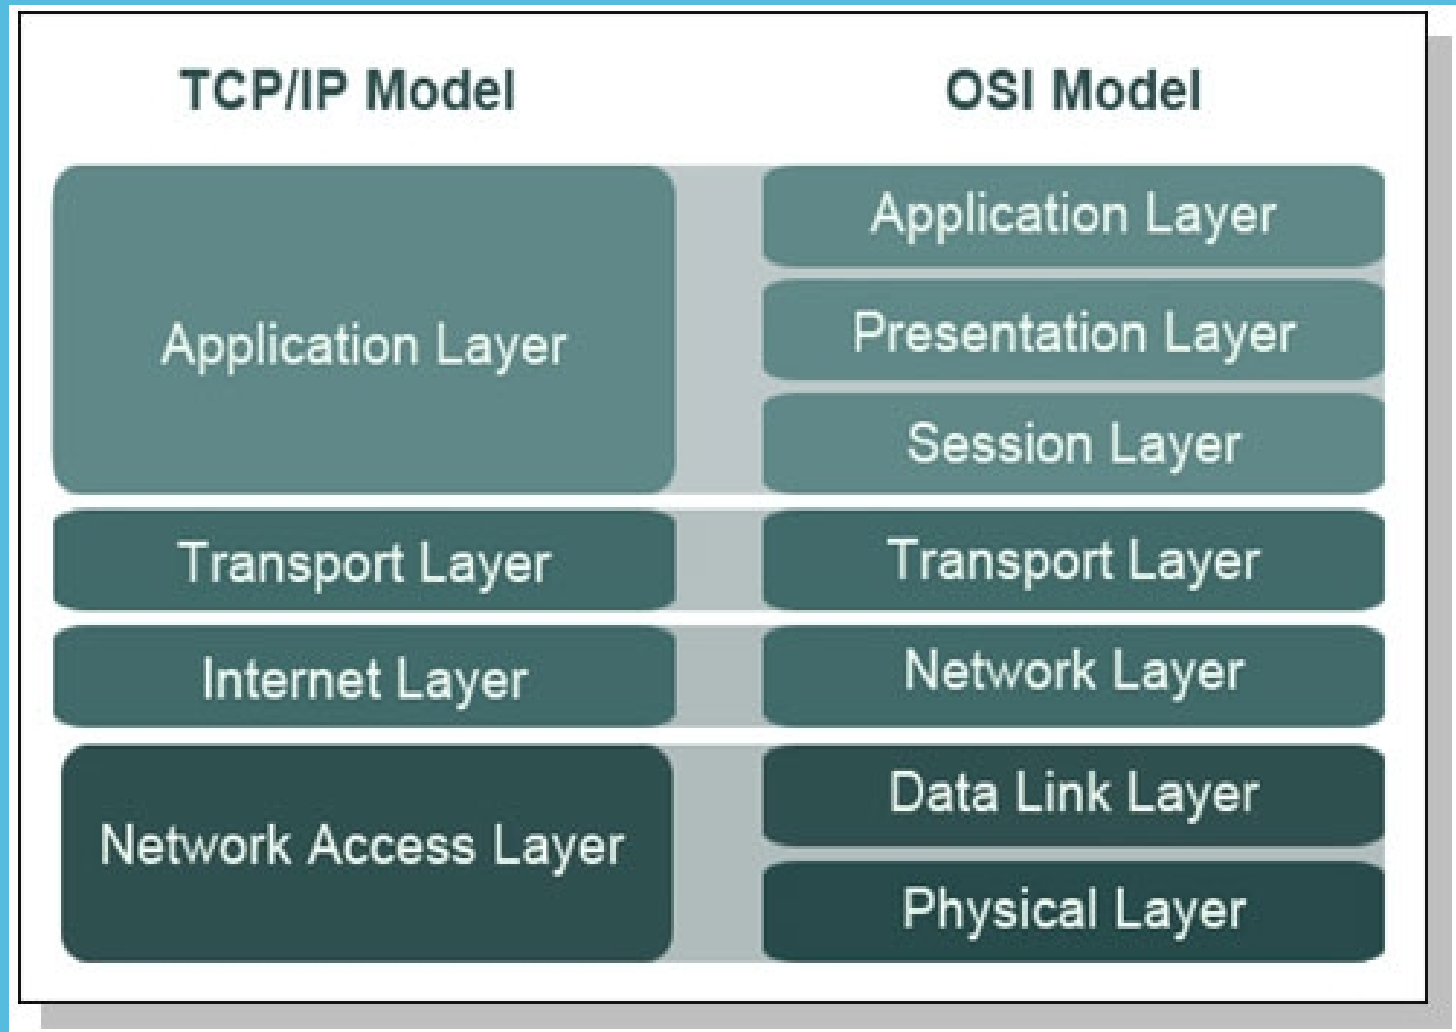 TCP/IP Model
OSI Model
Application Layer
Transport Layer
Internet Layer
Network Access Layer
Application Layer
Presentation Layer
Session Layer
Transport Layer
Network Layer
Data Link Layer
Physical Layer